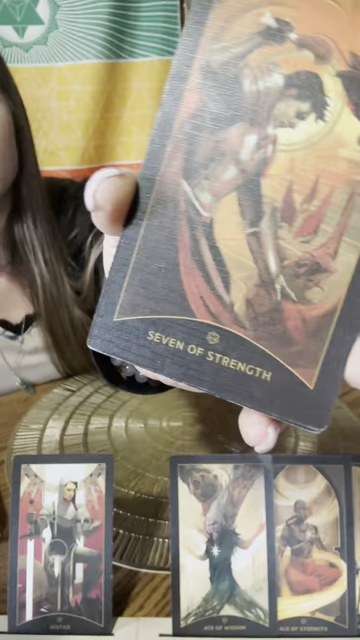 SEVEN OF STRENGTH
JUSTICE
ACE OF WISDOM
ACE OF STRENGTH